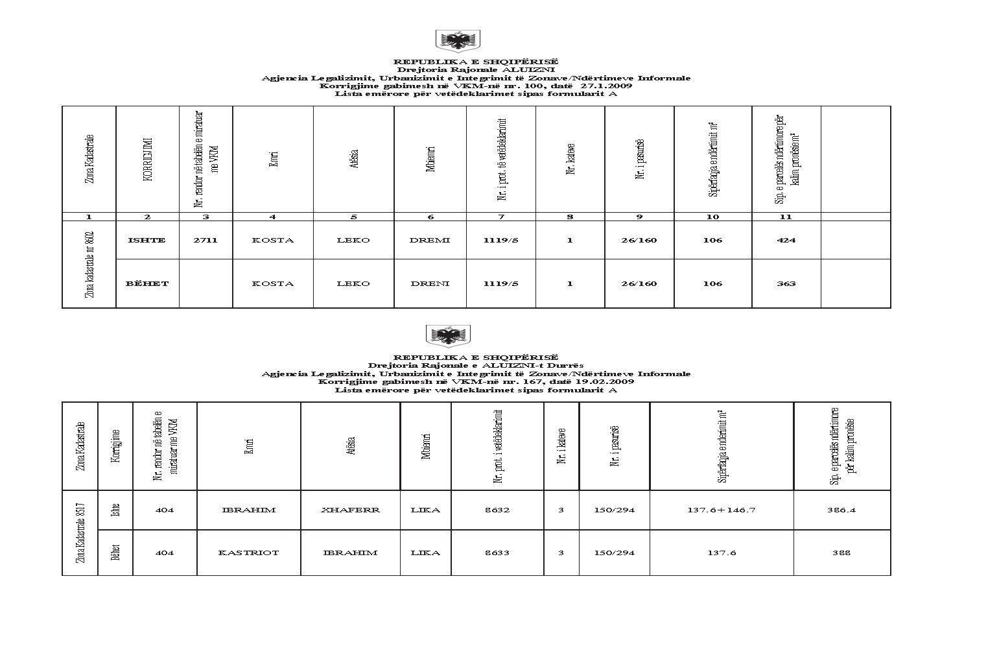 REPUBLIKA E SHQIPËRISË
Drejtoria Rajonale ALUIZNI
Agjencia Legalizimit, Urbanizimit e Integrimit të Zonave/Ndërtimeve Informale
Korrigjime gabimesh në VKM-në nr. 100, datë 27.1.2009
Lista emërore për vetëdeklarimet sipas formularit A
Zona Kadastrale
KORRIGJIMI
Nr. rendor në tabelën e miratuar
me VKM
Emri
Atësia
Mbiemri
Nr. i prot. të vetëdeklarimit
Nr. kateve
Nr. i pasurisë
Sipërfaqja e ndërtimit m²
Sip. e parcelës ndërtimore për
kalim pronësie m²
1 2 3 4 5 6 7 8 9 10 11
Zona kadastrale nr 8602
ISHTE 2711 KOSTA LEKO DREMI 1119/5 1 26/160 106 424
BËHET KOSTA LEKO DRENI 1119/5 1 26/160 106 363
REPUBLIKA E SHQIPËRISË
Drejtoria Rajonale e ALUIZNI-t Durrës
Agjencia Legalizimit, Urbanizimit e Integrimit të Zonave/Ndërtimeve Informale
Korrigjime gabimesh në VKM-në nr. 167, datë 19.02.2009
Lista emërore për vetëdeklarimet sipas formularit A
Zona Kadastrale
Korrigjime
Nr. rendor në tabelën e
miratuar me VKM
Emri
Atësia
Mbiemri
Nr. prot. i vetëdeklarimit
Nr. i kateve
Nr. i pasurisë
Sipërfaqja e nderimit m²
Sip. e parcelës ndërtimore
për kalim pronësie
Zona Kadastrale 8517
Ishte 404 IBRAHIM XHAFERR LIKA 8632 3 150/294 137.6+146.7 386.4
Bëhet 404 KASTRIOT IBRAHIM LIKA 8633 3 150/294 137.6 388